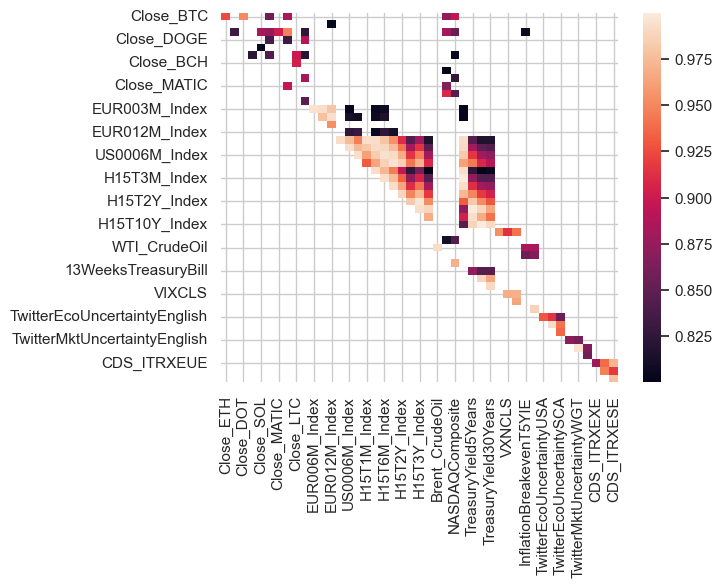 Close_BTC
Close_DOGE
Close_BCH
Close_MATIC
EUR003M_Index
EUR012M_Index
US0006M_Index
H15T3M_Index
H15T2Y_Index
H15T10Y_Index
WTI_CrudeOil
13WeeksTreasuryBill
VIXCLS
TwitterEcoUncertaintyEnglish
TwitterMktUncertaintyEnglish
CDS_ITRXEUE
Close_ETH
Close_DOT
Close_SOL
Close_MATIC
Close_LTC
EUR006M_Index
EUR012M_Index
US0006M_Index
H15T1M_Index
H15T6M_Index
H15T2Y_Index
H15T3Y_Index
Brent_CrudeOil
NASDAQComposite
TreasuryYield5Years
TreasuryYield30Years
VXNCLS
InflationBreakevenT5YIE
TwitterEcoUncertaintyUSA
TwitterEcoUncertaintySCA
TwitterMktUncertaintyWGT
CDS_ITRXEXE
CDS_ITRXESE
0.975
0.950
0.925
0.900
0.875
0.850
0.825